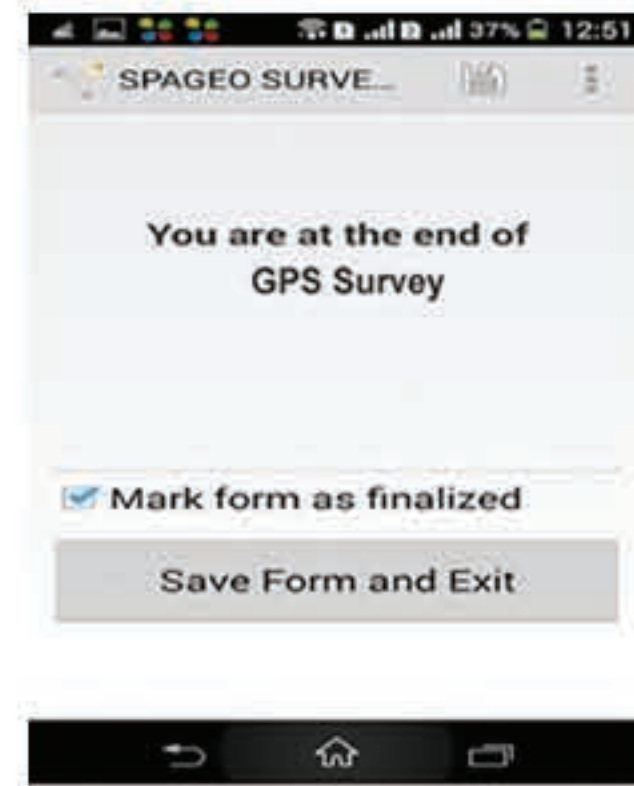 37% 12:51
SPAGEO SURVE...
You are at the end of
GPS Survey
Mark form as finalized
Save Form and Exit